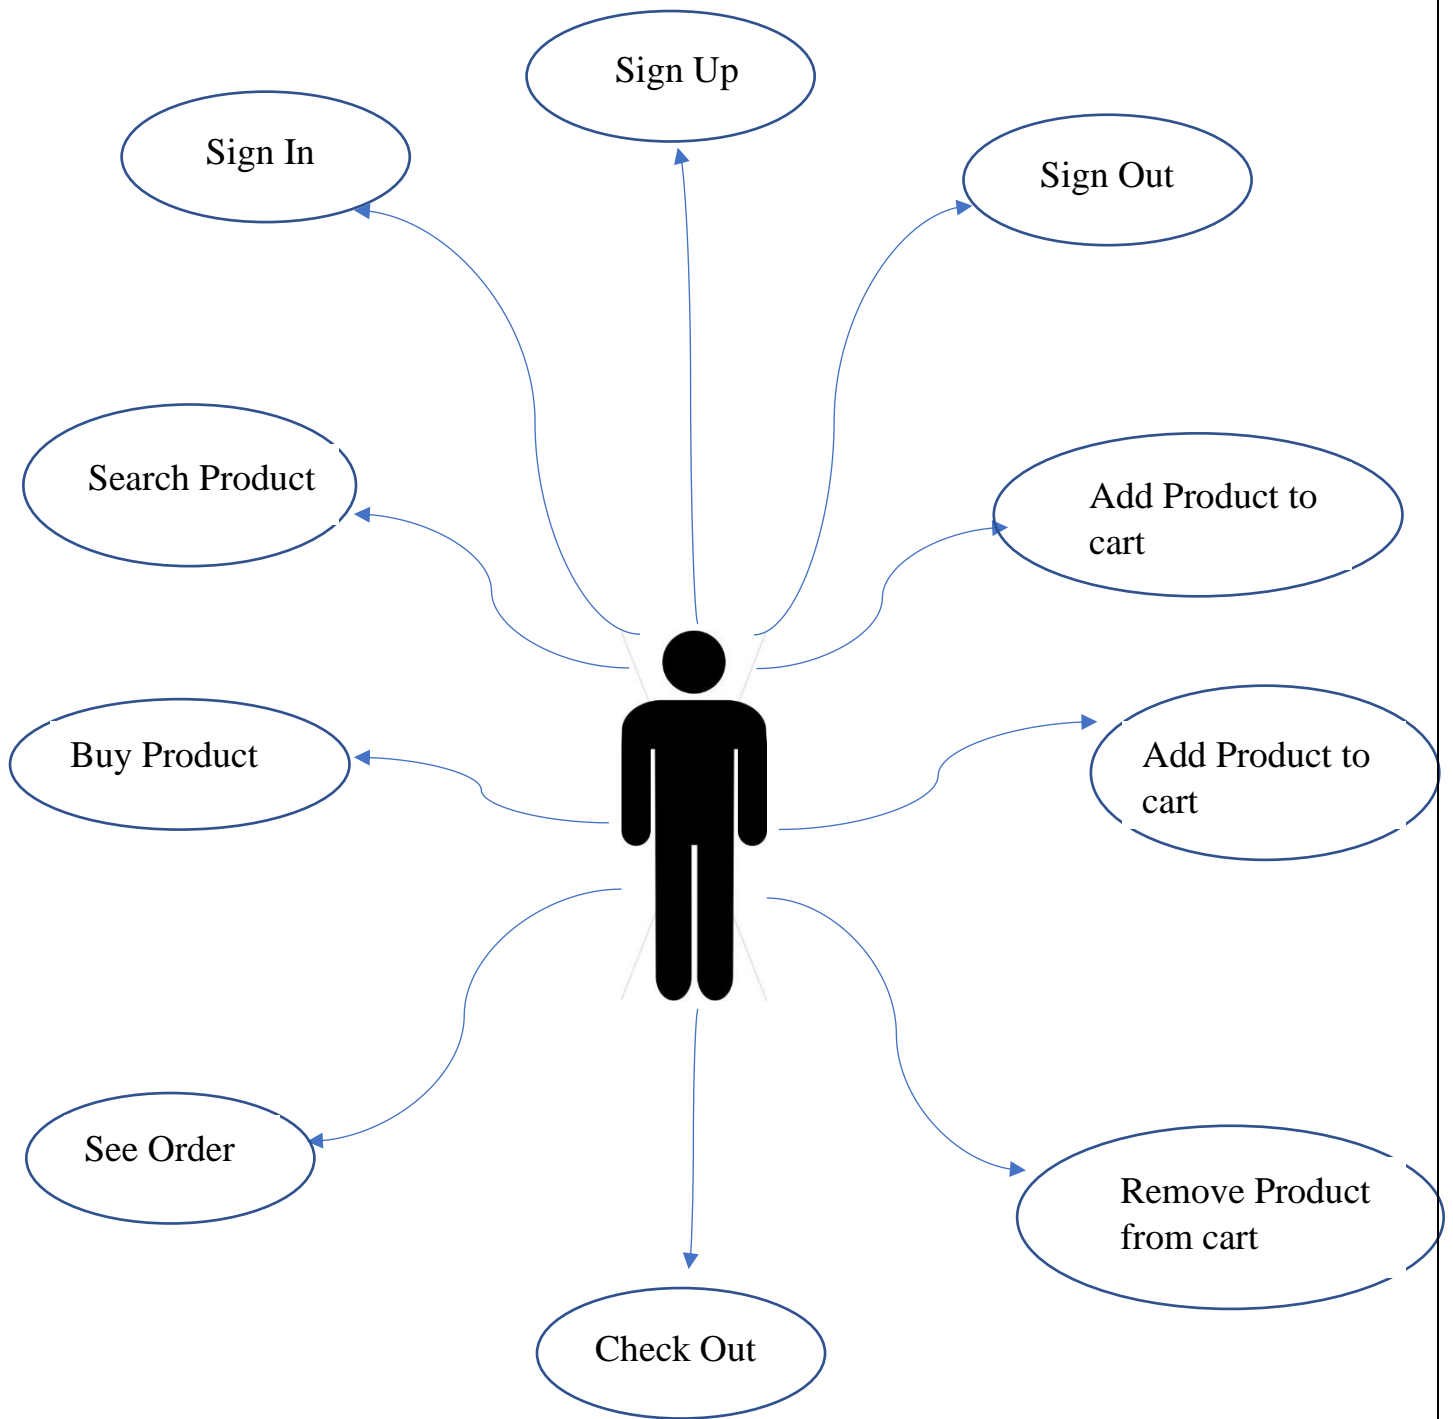 Sign Up
Sign In
Sign Out
Search Product
Add Product to
cart
Buy Product
Add Product to
cart
See Order
Remove Product
from cart
Check Out